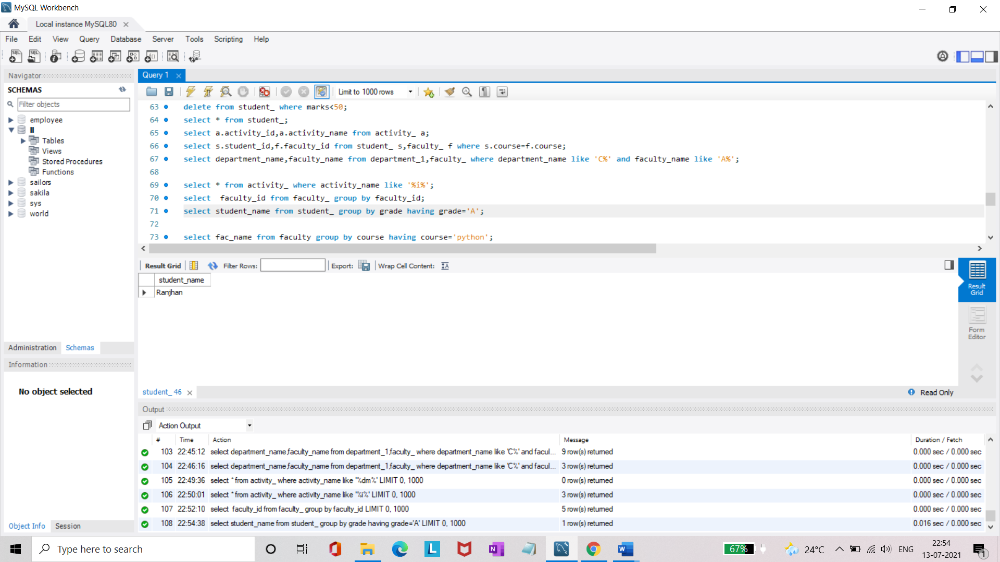 MySQL Workbench
Local instance MySQL80
File Edit View Query Database Server Tools Scripting Help
Navigator
SCHEMAS
Filter objects
employee
ll
Tables
Views
Stored Procedures
Functions
sailors
sakila
sys
world
Administration Schemas
Information
No object selected
Object Info Session
Query 1
Limit to 1000 rows
63 delete from student_ where marks<50;
64 select * from student_;
65 select a.activity_id,a.activity_name from activity_ a;
66 select s.student_id,f.faculty_id from student_ s,faculty_ f where s.course=f.course;
67 select department_name,faculty_name from department_1,faculty_ where department_name like 'C%' and faculty_name like 'A%';
68
69 select * from activity_ where activity_name like '%i%';
70 select  faculty_id from faculty_ group by faculty_id;
71 select student_name from student_ group by grade having grade='A';
72
73 select fac_name from faculty group by course having course='python';
Result Grid Filter Rows: Export: Wrap Cell Content:
student_name
Ranjhan
Result Grid
Form Editor
student_ 46
Read Only
Output
Action Output
# Time Action Message Duration / Fetch
103 22:45:12 select department_name,faculty_name from department_1,faculty_ where department_name like 'C%' and facul... 9 row(s) returned 0.000 sec / 0.000 sec
104 22:46:16 select department_name,faculty_name from department_1,faculty_ where department_name like 'C%' and facul... 3 row(s) returned 0.000 sec / 0.000 sec
105 22:49:36 select * from activity_ where activity_name like '%dm%' LIMIT 0, 1000 0 row(s) returned 0.000 sec / 0.000 sec
106 22:50:01 select * from activity_ where activity_name like '%i%' LIMIT 0, 1000 3 row(s) returned 0.000 sec / 0.000 sec
107 22:52:10 select  faculty_id from faculty_ group by faculty_id LIMIT 0, 1000 5 row(s) returned 0.000 sec / 0.000 sec
108 22:54:38 select student_name from student_ group by grade having grade='A' LIMIT 0, 1000 1 row(s) returned 0.016 sec / 0.000 sec
Type here to search
67%
24°C
ENG
22:54
13-07-2021
1